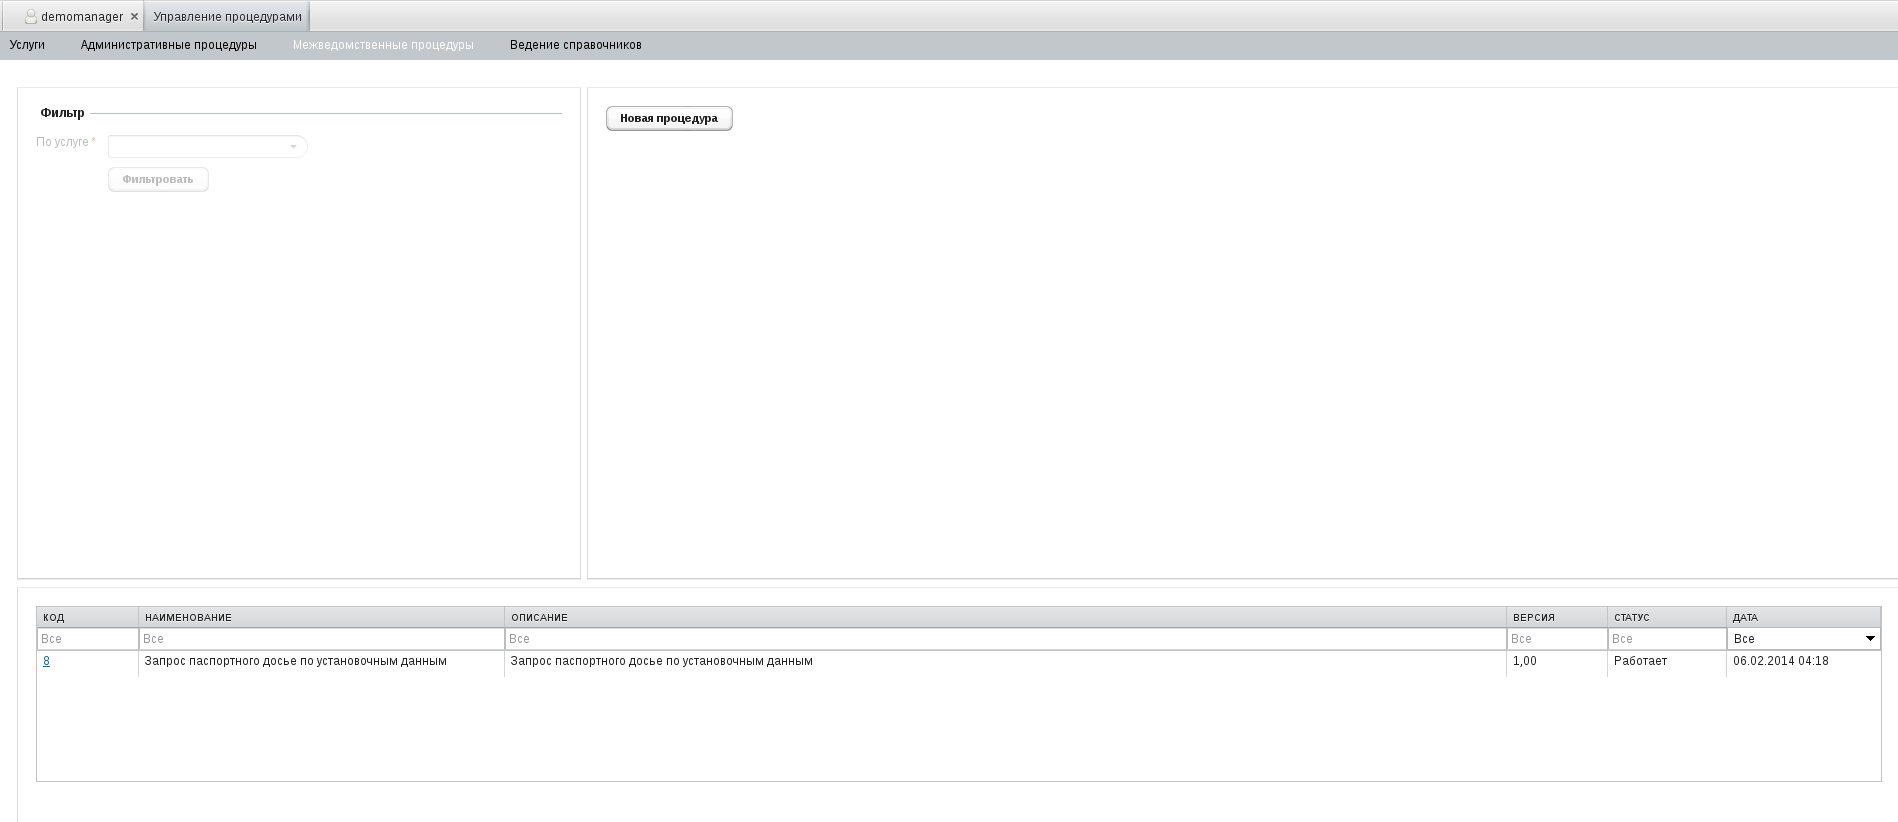 demomanager Управление процедурами
Услуги Административные процедуры Межведомственные процедуры Ведение справочников
Фильтр
По услуге *
Фильтровать
Новая процедура
КОД НАИМЕНОВАНИЕ ОПИСАНИЕ ВЕРСИЯ СТАТУС ДАТА
Все Все Все Все Все Все
8 Запрос паспортного досье по установочным данным Запрос паспортного досье по установочным данным 1,00 Работает 06.02.2014 04:18